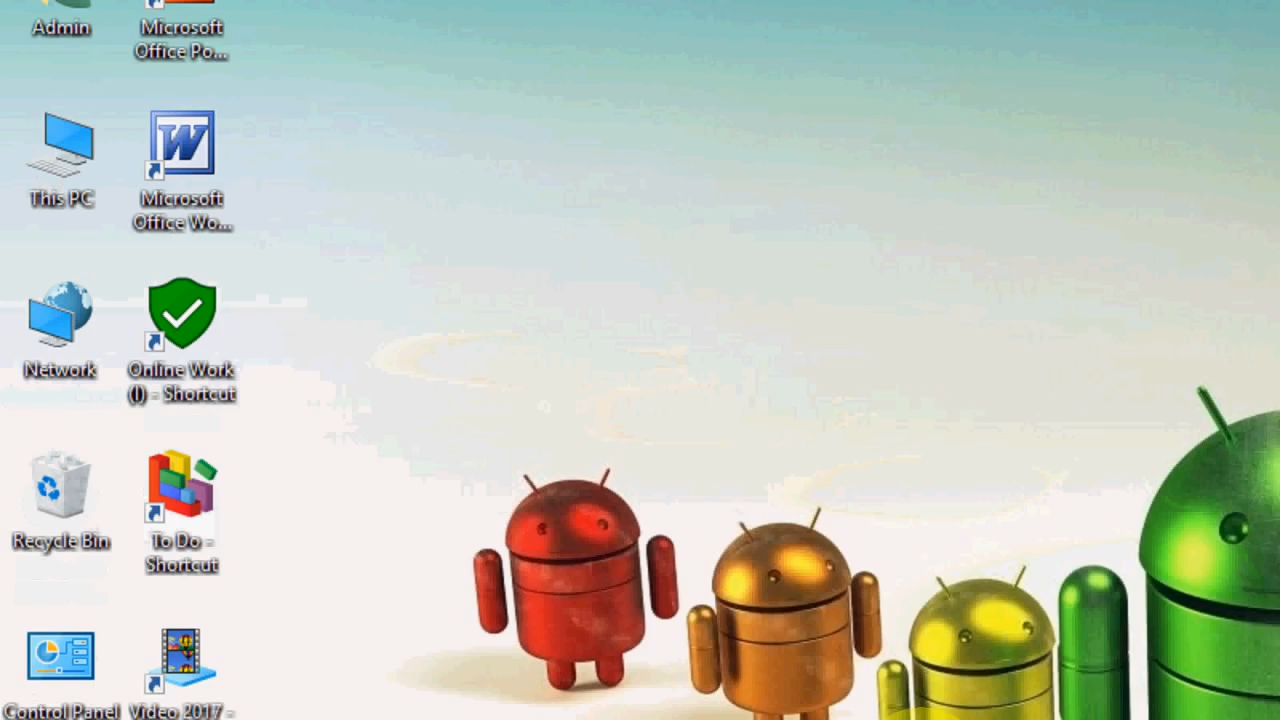 Admin
Microsoft
Office Po...
This PC
Microsoft
Office Wo...
Network
Online Work
(I) - Shortcut
Recycle Bin
To Do -
Shortcut
Control Panel
Video 2017 -